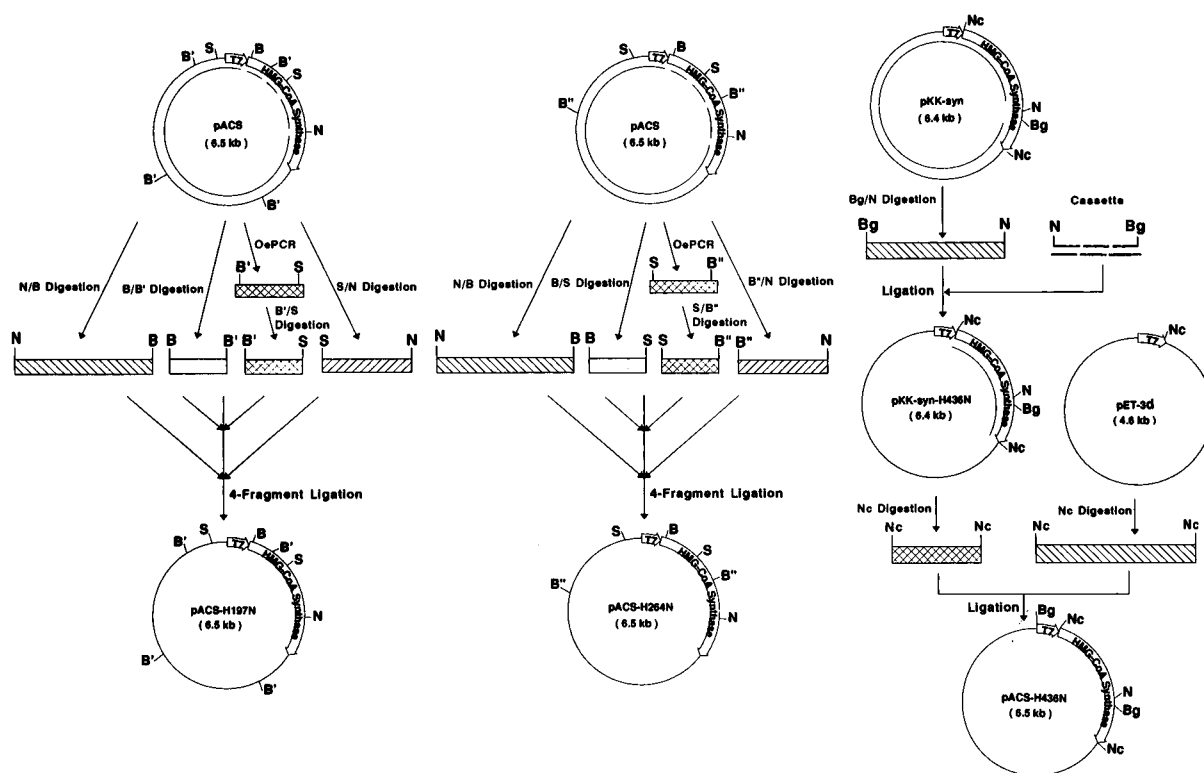 B'
S
T7
B
B'
S
HMG-CoA Synthase
N
pACS
( 6.5 kb )
B'
B'
N/B Digestion
B/B' Digestion
OePCR
B'
S
B'/S
Digestion
S/N Digestion
N
B
B
B'
B'
S
S
N
4-Fragment Ligation
B'
S
T7
B
B'
S
HMG-CoA Synthase
N
pACS-H197N
( 6.5 kb )
B'
B'
S
T7
B
S
B"
HMG-CoA Synthase
N
B"
pACS
( 6.5 kb )
N/B Digestion
B/S Digestion
OePCR
S
B"
S/B"
Digestion
B"/N Digestion
N
B
B
S
S
B"
B"
N
4-Fragment Ligation
S
T7
B
S
B"
HMG-CoA Synthase
N
B"
pACS-H264N
( 6.5 kb )
T7
Nc
HMG-CoA Synthase
pKK-syn
( 6.4 kb )
N
Bg
Nc
Bg/N Digestion
Bg
N
Cassette
N
Bg
Ligation
T7
Nc
HMG-CoA Synthase
N
Bg
Nc
pKK-syn-H436N
( 6.4 kb )
T7
Nc
pET-3d
( 4.6 kb )
Nc Digestion
Nc
Nc
Nc Digestion
Nc
Nc
Ligation
Bg
T7
Nc
HMG-CoA Synthase
N
Bg
Nc
pACS-H436N
( 6.5 kb )